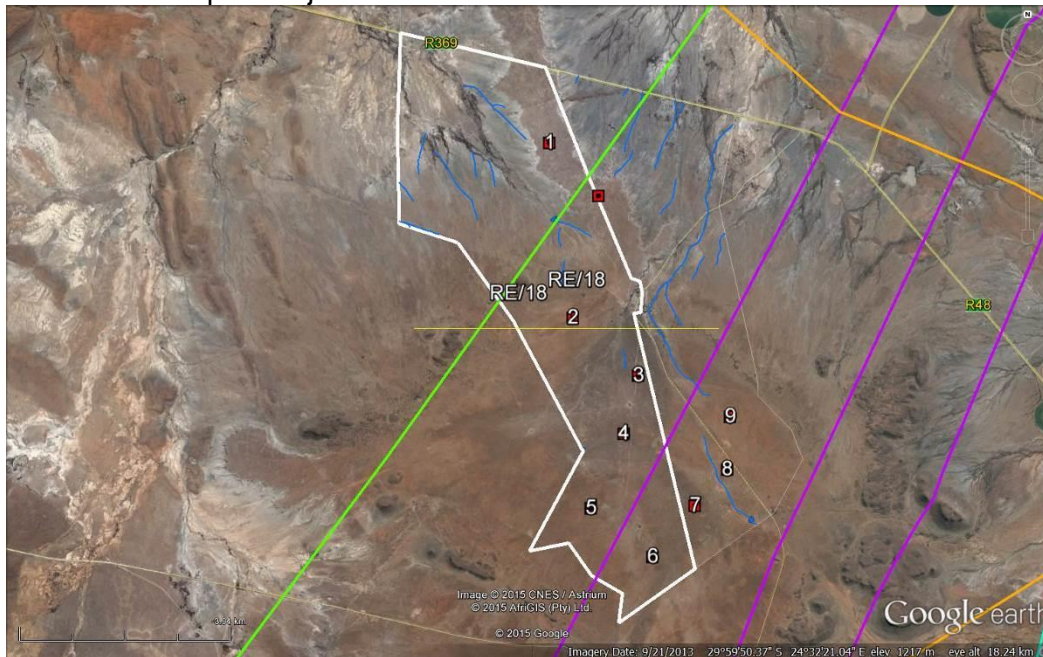 R369
1
RE/18
RE/18
2
R48
3
9
4
8
5
7
6
Image © 2015 CNES / Astrium
© 2015 AfriGIS (Pty) Ltd.
© 2015 Google
Google earth
N
Imagery Date: 9/21/2013 29°59'50.37" S 24°32'21.04" E elev 1217 m eye alt 18.24 km